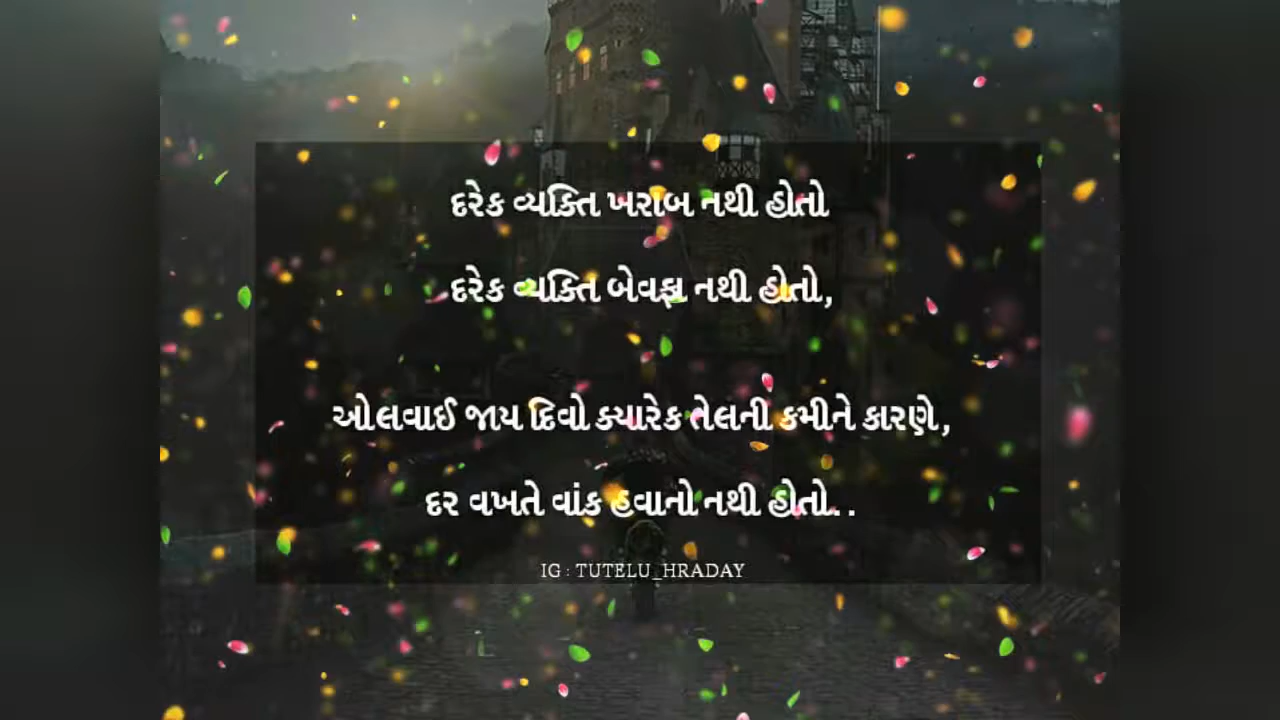 દરેક વ્યક્તિ ખરાબ નથી હોતો
દરેક વ્યક્તિ બેવફા નથી હોતો,
ઓલવાઈ જાય દિવો ક્યારેક તેલની કમીને કારણે,
દર વખતે વાંક હવાનો નથી હોતો..
IG : TUTELU_HRADAY